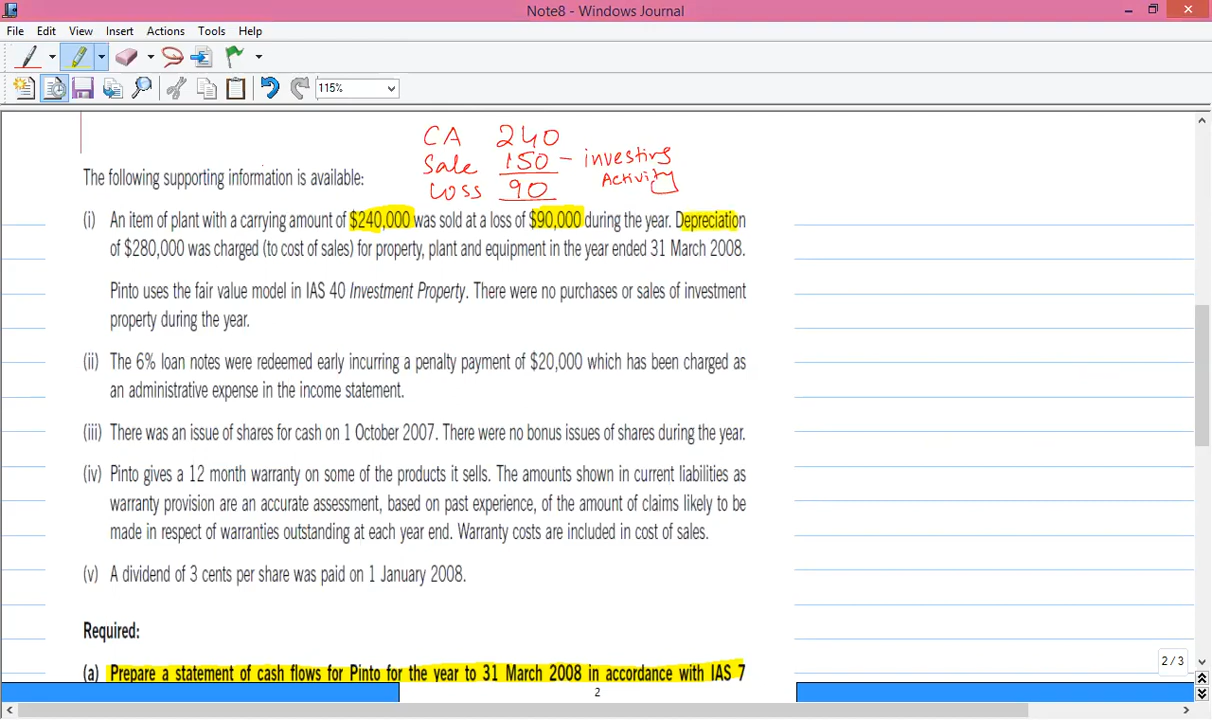 Note8 - Windows Journal
File Edit View Insert Actions Tools Help
115%
CA 240
Sale 150 - investing Activity
Loss 90
The following supporting information is available:
(i) An item of plant with a carrying amount of $240,000 was sold at a loss of $90,000 during the year. Depreciation
of $280,000 was charged (to cost of sales) for property, plant and equipment in the year ended 31 March 2008.
Pinto uses the fair value model in IAS 40 Investment Property. There were no purchases or sales of investment
property during the year.
(ii) The 6% loan notes were redeemed early incurring a penalty payment of $20,000 which has been charged as
an administrative expense in the income statement.
(iii) There was an issue of shares for cash on 1 October 2007. There were no bonus issues of shares during the year.
(iv) Pinto gives a 12 month warranty on some of the products it sells. The amounts shown in current liabilities as
warranty provision are an accurate assessment, based on past experience, of the amount of claims likely to be
made in respect of warranties outstanding at each year end. Warranty costs are included in cost of sales.
(v) A dividend of 3 cents per share was paid on 1 January 2008.
Required:
(a) Prepare a statement of cash flows for Pinto for the year to 31 March 2008 in accordance with IAS 7
2 / 3
2